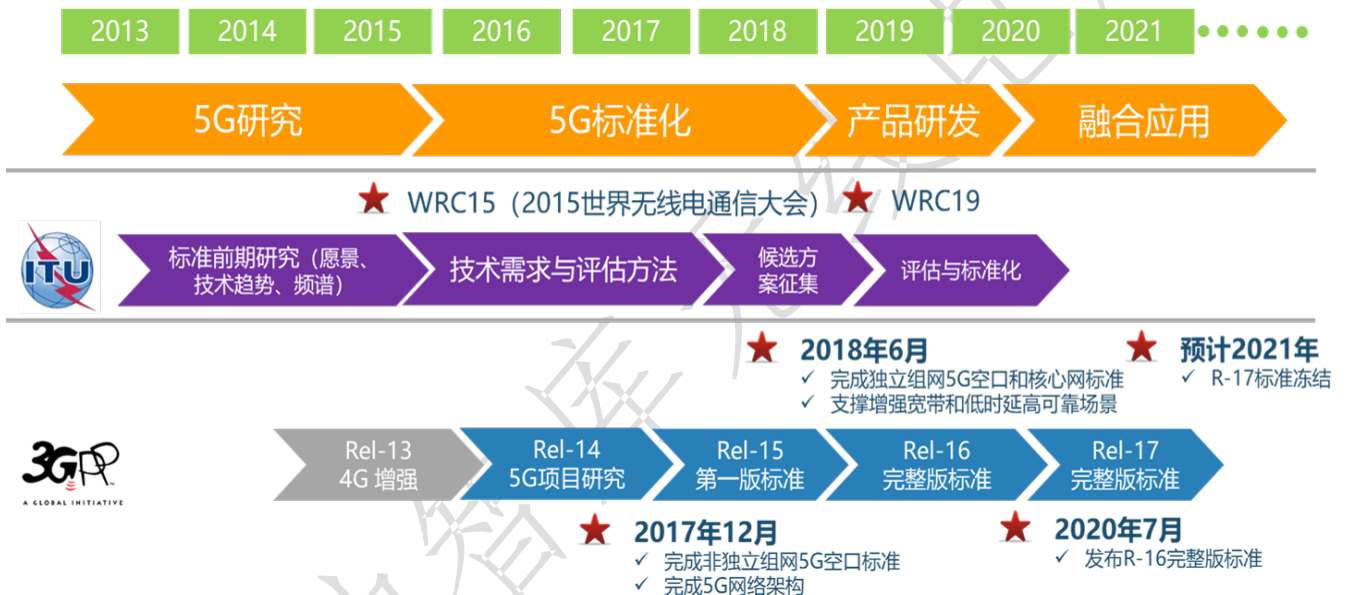 2013 2014 2015 2016 2017 2018 2019 2020 2021
5G研究 5G标准化 产品研发 融合应用
WRC15（2015世界无线电通信大会） WRC19
ITU
标准前期研究（愿景、
技术趋势、频谱）
技术需求与评估方法
候选方
案征集
评估与标准化
2018年6月
✓ 完成独立组网5G空口和核心网标准
✓ 支撑增强宽带和低时延高可靠场景
预计2021年
✓ R-17标准冻结
3GPP
A GLOBAL INITIATIVE
Rel-13
4G 增强
Rel-14
5G项目研究
Rel-15
第一版标准
Rel-16
完整版标准
Rel-17
完整版标准
2017年12月
✓ 完成非独立组网5G空口标准
✓ 完成5G网络架构
2020年7月
✓ 发布R-16完整版标准